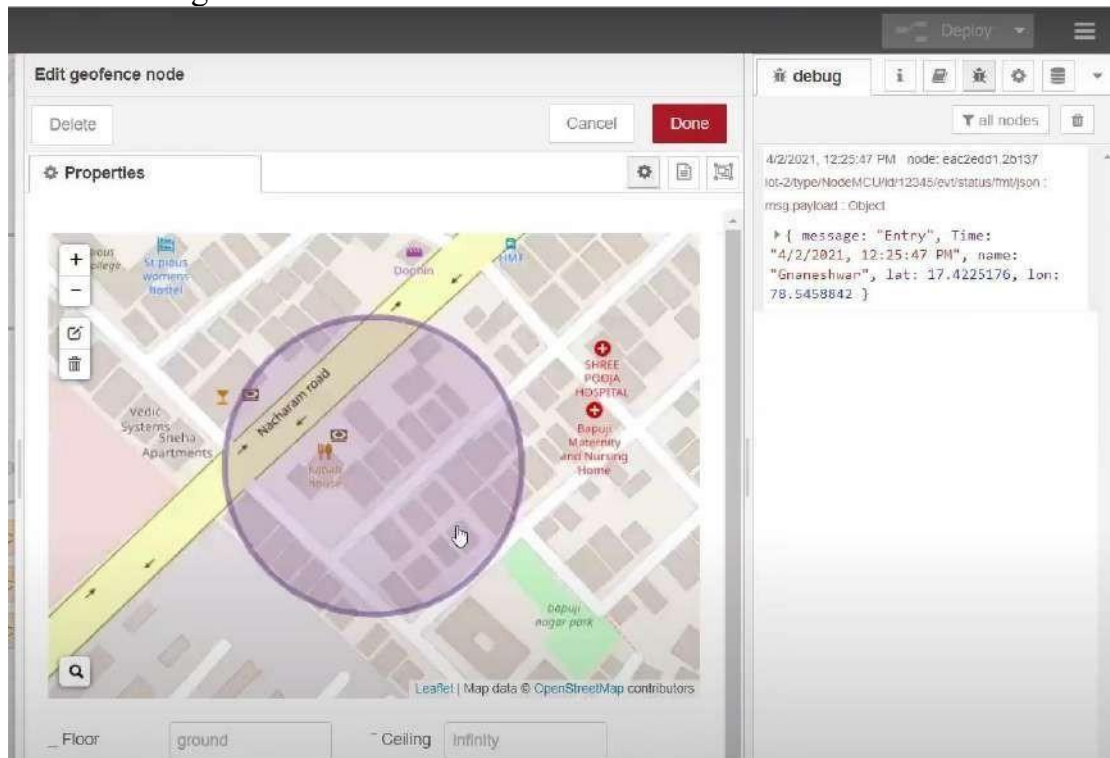 Deploy
Edit geofence node
Delete
Cancel
Done
Properties
debug
i
all nodes
4/2/2021, 12:25:47 PM node: eac2edd1.2b137
iot-2/type/NodeMCU/id/12345/evt/status/fmt/json :
msg.payload : Object
{ message: "Entry", Time:
"4/2/2021, 12:25:47 PM", name:
"Gnaneshwar", lat: 17.4225176, lon:
78.5458842 }
+
−
St.pious
womens
hostel
Dolphin
HMT
SHREE
POOJA
HOSPITAL
Bapuji
Maternity
and Nursing
Home
Nacharam road
Vedic
Systems
Sneha
Apartments
house
bapuji
nagar park
Leaflet | Map data © OpenStreetMap contributors
Floor
ground
Ceiling
Infinity